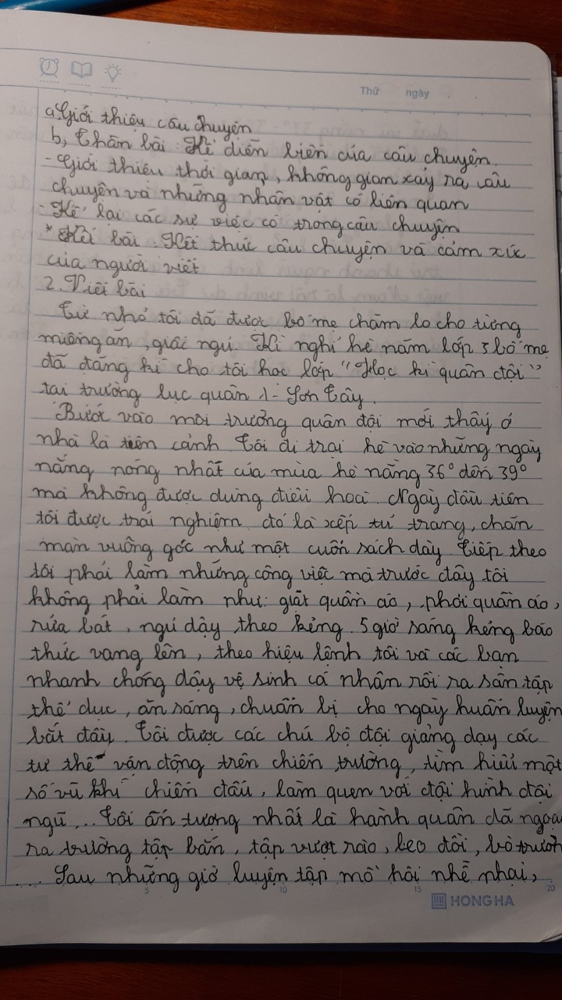 Thứ ngày
a, Giới thiệu câu chuyện
b, Thân bài: Kể diễn biến của câu chuyện.
- Giới thiệu thời gian, không gian xảy ra câu
chuyện và những nhân vật có liên quan
- Kể lại các sự việc có trong câu chuyện
* Kết bài: Kết thúc câu chuyện và cảm xúc
của người viết
2. Viết bài
Từ nhỏ tôi đã được bố mẹ chăm lo cho từng
miếng ăn, giấc ngủ. Kì nghỉ hè năm lớp 5 bố mẹ
đã đăng kí cho tôi học lớp "Học kì quân đội"
tại trường lục quân 1 - Sơn Tây.
Bước vào môi trường quân đội mới thấy ở
nhà là tiên cảnh. Tôi đi trại hè vào những ngày
nắng nóng nhất của mùa hè nắng 36° đến 39°
mà không được dùng điều hoà. Ngày đầu tiên
tôi được trải nghiệm đó là xếp tư trang, chăn
màn vuông góc như một cuốn sách dày. Tiếp theo
tôi phải làm những công việc mà trước đây tôi
không phải làm như: giặt quần áo, phơi quần áo,
rửa bát, ngủ dậy theo kẻng. 5 giờ sáng kẻng báo
thức vang lên, theo hiệu lệnh tôi và các bạn
nhanh chóng dậy vệ sinh cá nhân rồi ra sân tập
thể dục, ăn sáng, chuẩn bị cho ngày huấn luyện
bắt đầu. Tôi được các chú bộ đội giảng dạy các
tư thế vận động trên chiến trường, tìm hiểu một
số vũ khí chiến đấu, làm quen với đội hình đội
ngũ... Tôi ấn tượng nhất là hành quân dã ngoại
ra trường tập bắn, tập vượt rào, leo đồi, bò trườn
.... Sau những giờ luyện tập mồ hôi nhễ nhại,
5 10 15 20
HONG HA